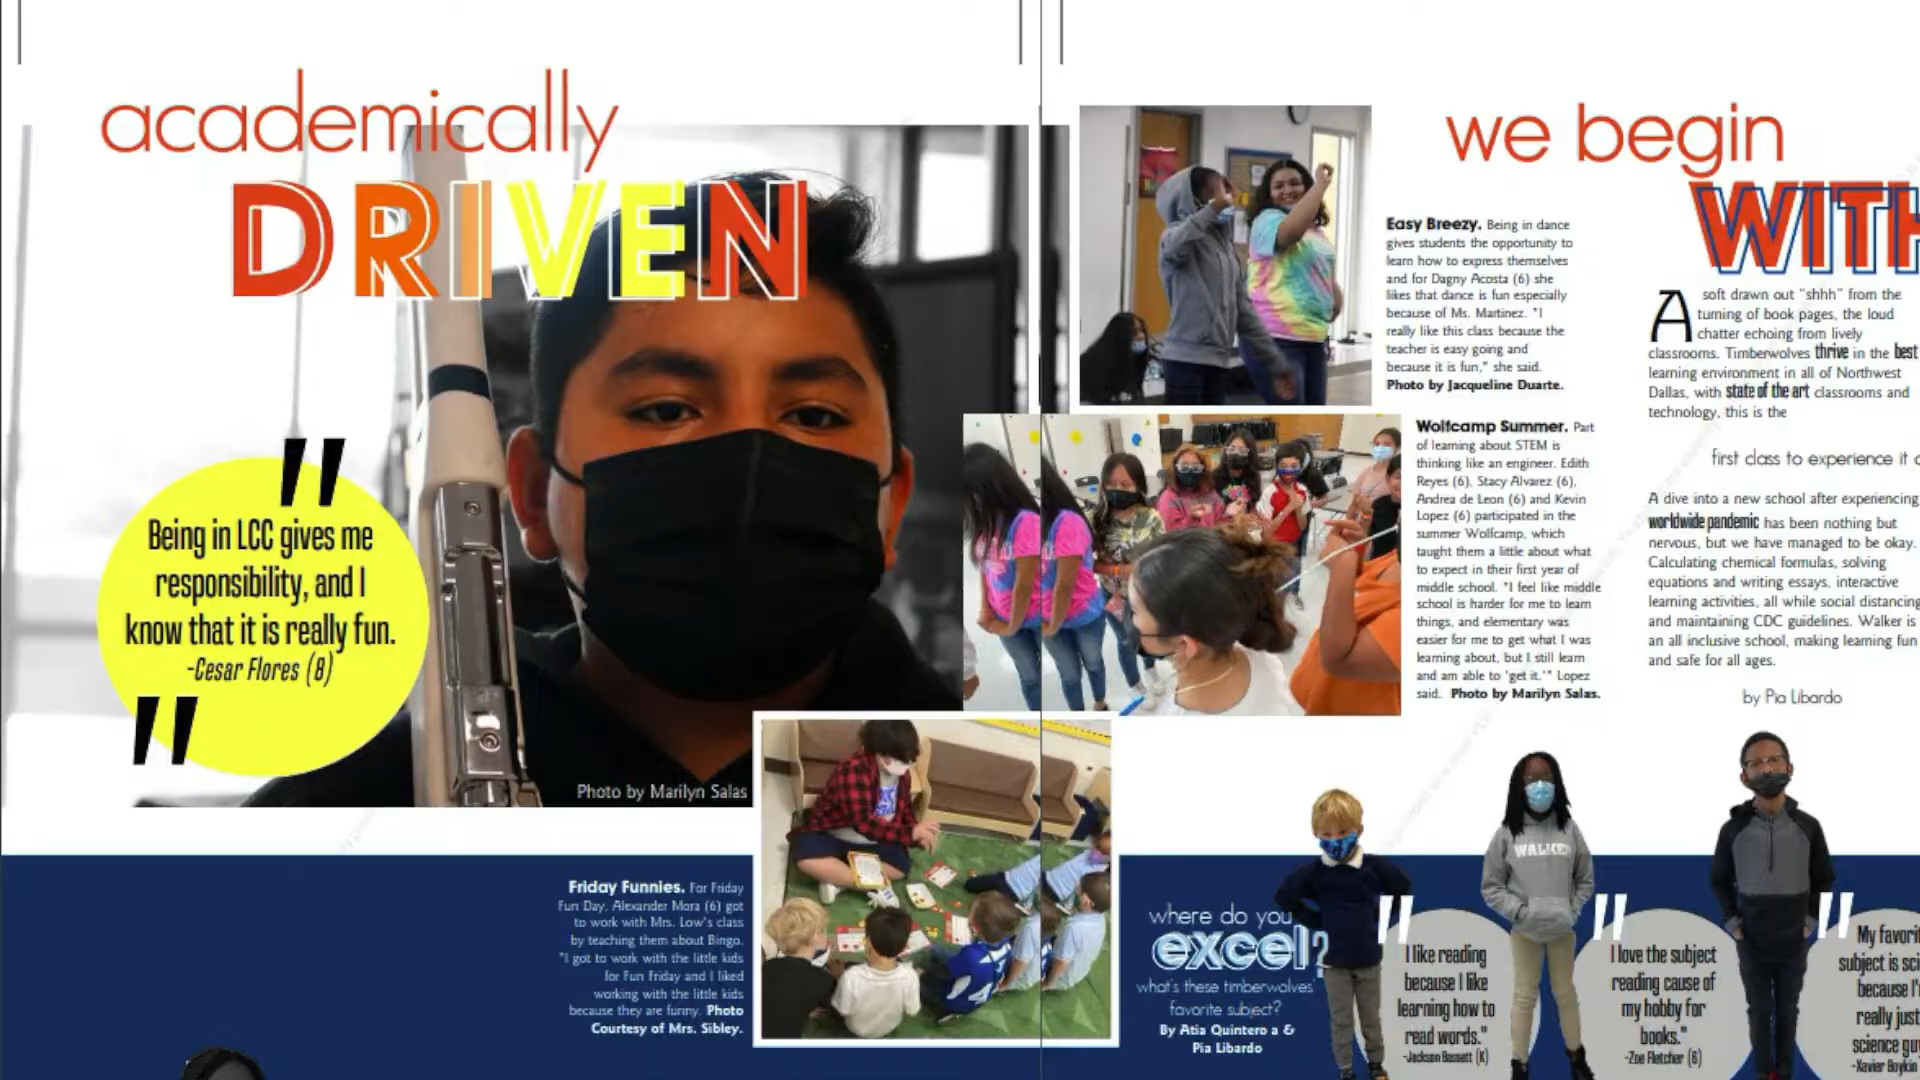 academically
DRIVEN
"
Being in LCC gives me
responsibility, and I
know that it is really fun.
-Cesar Flores (8)
"
Photo by Marilyn Salas
Friday Funnies. For Friday
Fun Day, Alexander Mora (6) got
to work with Mrs. Low's class
by teaching them about Bingo.
"I got to work with the little kids
for Fun Friday and I liked
working with the little kids
because they are funny. Photo
Courtesy of Mrs. Sibley.
Easy Breezy. Being in dance
gives students the opportunity to
learn how to express themselves
and for Dagny Acosta (6) she
likes that dance is fun especially
because of Ms. Martinez. "I
really like this class because the
teacher is easy going and
because it is fun," she said.
Photo by Jacqueline Duarte.
Wolfcamp Summer. Part
of learning about STEM is
thinking like an engineer. Edith
Reyes (6), Stacy Alvarez (6),
Andrea de Leon (6) and Kevin
Lopez (6) participated in the
summer Wolfcamp, which
taught them a little about what
to expect in their first year of
middle school. "I feel like middle
school is harder for me to learn
things, and elementary was
easier for me to get what I was
learning about, but I still learn
and am able to 'get it.'" Lopez
said. Photo by Marilyn Salas.
we begin
WITH
A soft drawn out "shhh" from the
turning of book pages, the loud
chatter echoing from lively
classrooms. Timberwolves thrive in the best
learning environment in all of Northwest
Dallas, with state of the art classrooms and
technology, this is the
first class to experience it
A dive into a new school after experiencing
worldwide pandemic has been nothing but
nervous, but we have managed to be okay.
Calculating chemical formulas, solving
equations and writing essays, interactive
learning activities, all while social distancing
and maintaining CDC guidelines. Walker is
an all inclusive school, making learning fun
and safe for all ages.
by Pia Libardo
WALKER
where do you
excel?
what's these timberwolves'
favorite subject?
By Atia Quintero a &
Pia Libardo
"
I like reading
because I like
learning how to
read words."
-Jackson Bassett (K)
"
I love the subject
reading cause of
my hobby for
books."
-Zoe Fletcher (6)
"
My favorit
subject is sci
because I'
really just
science guy
-Xavier Boykin